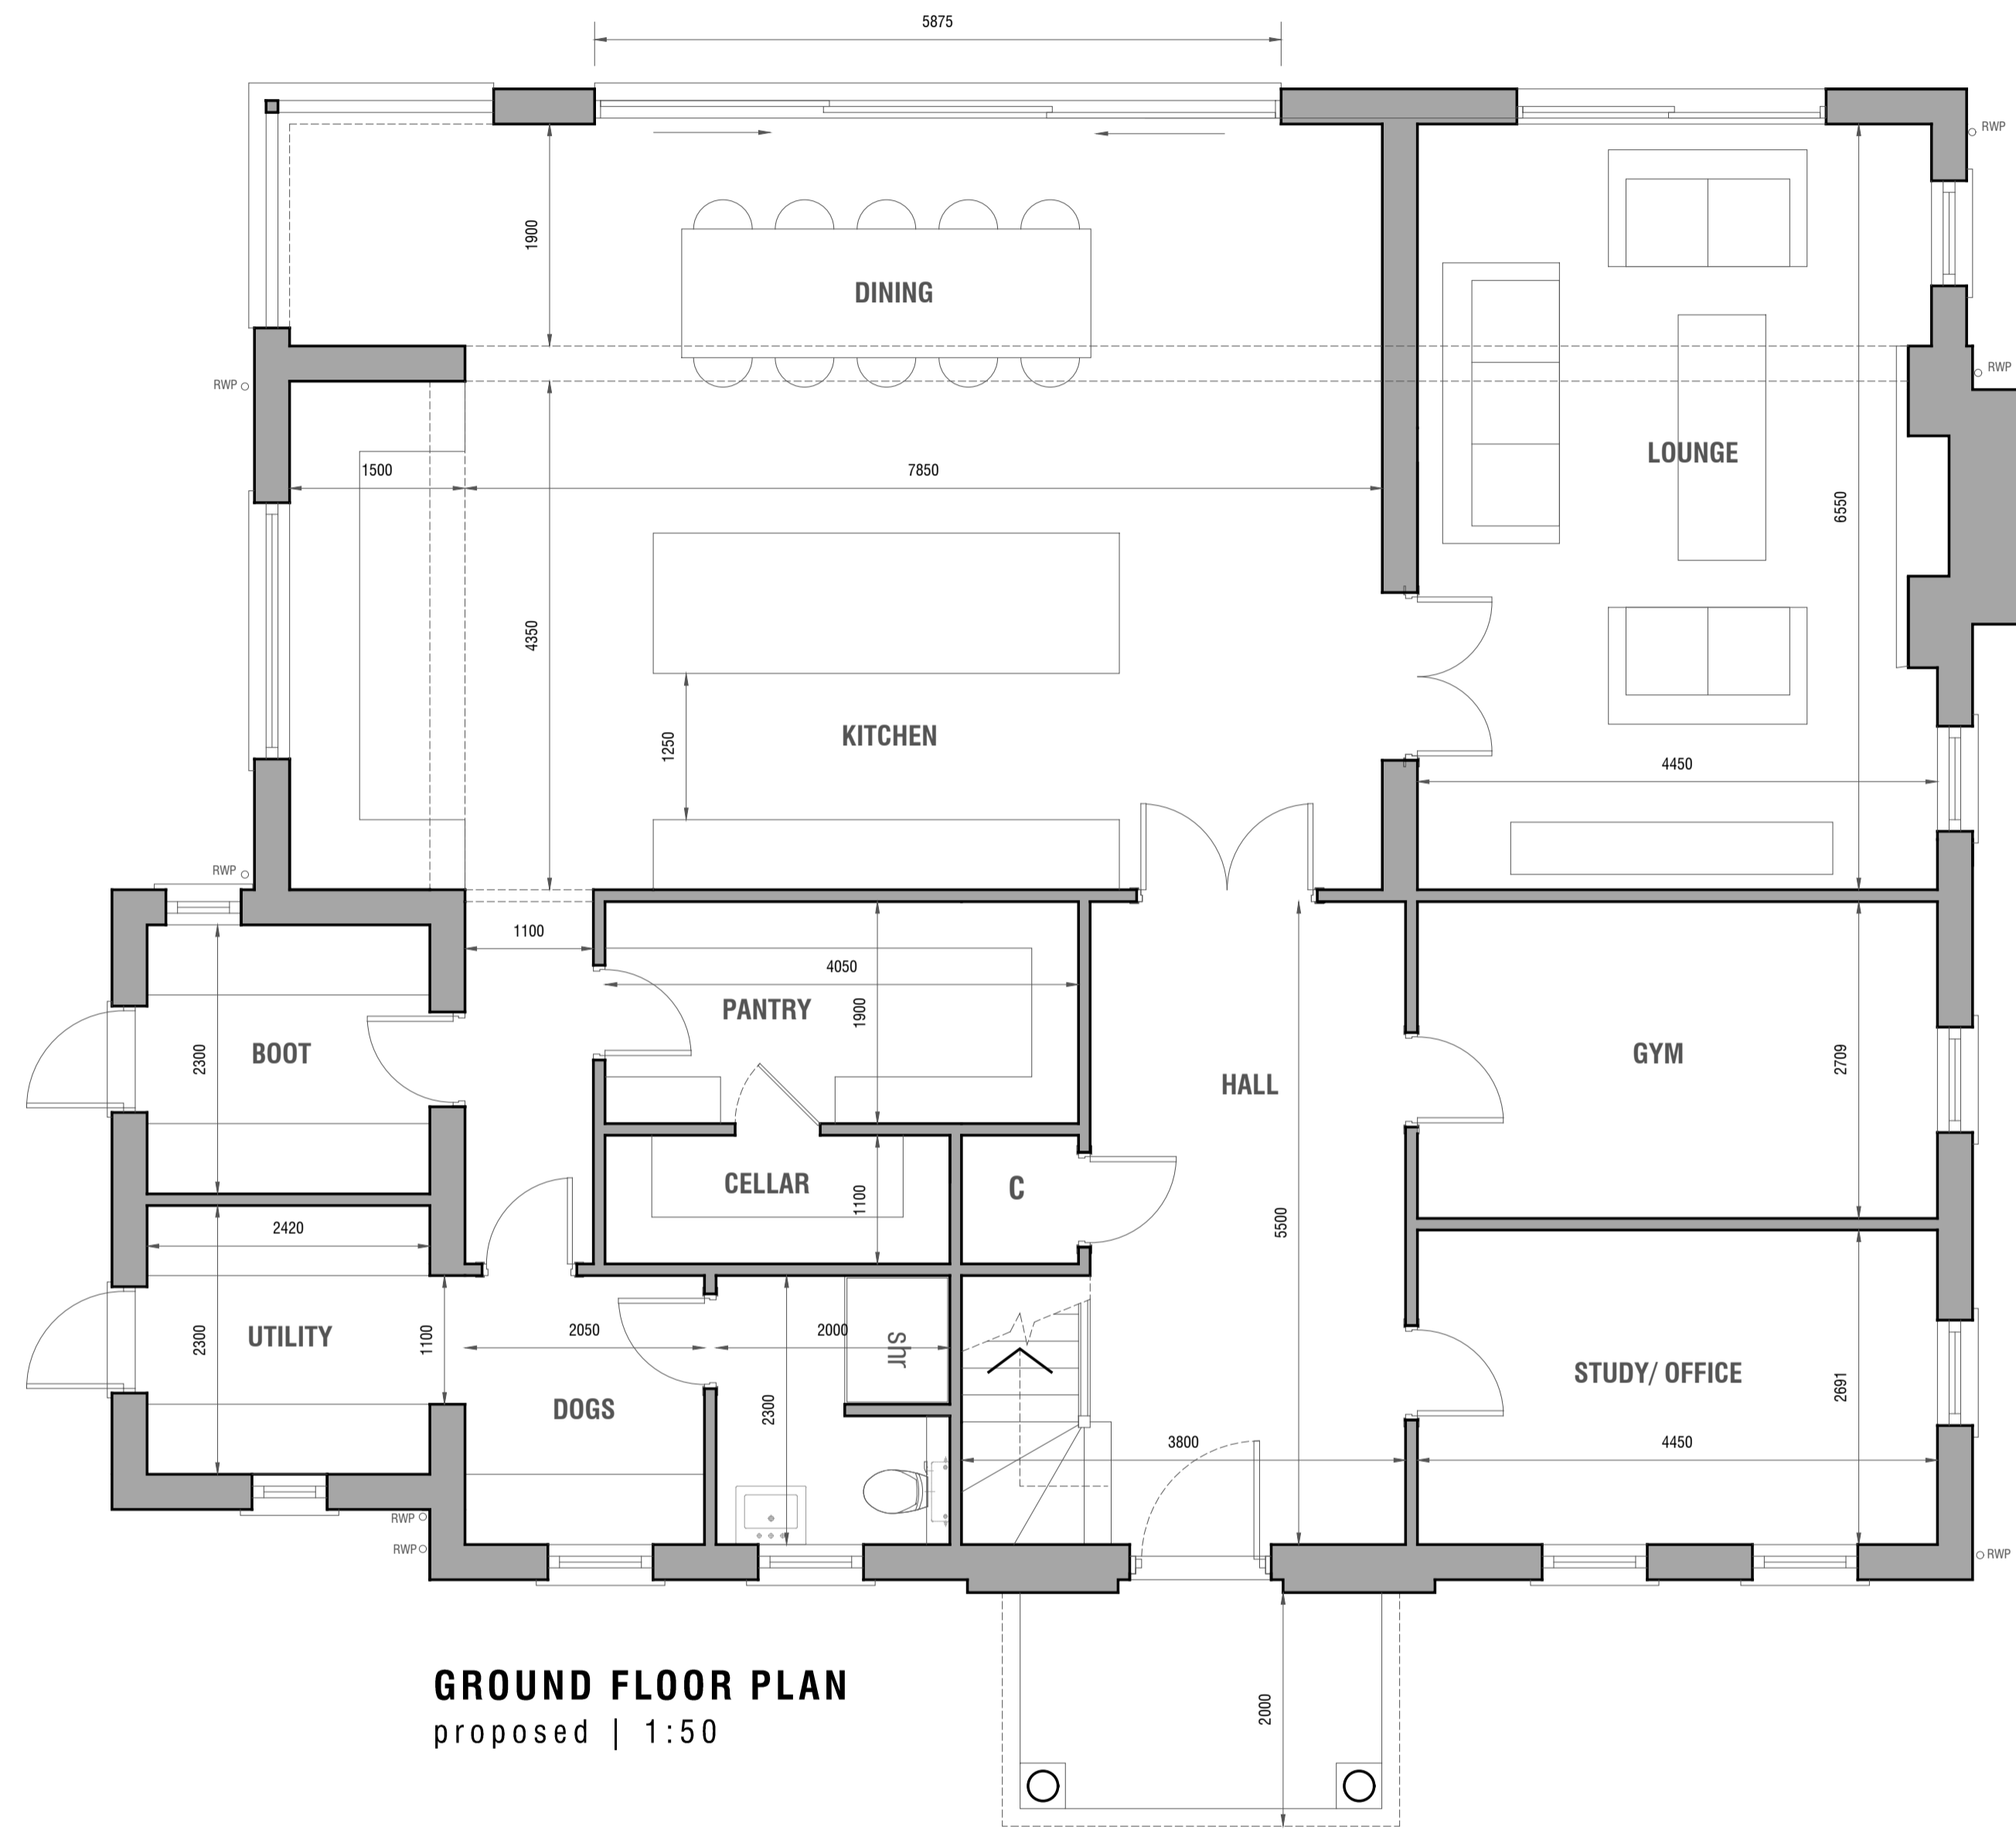 5875
RWP
1900
DINING
RWP
RWP
1500
7850
LOUNGE
6550
4350
1250
KITCHEN
4450
RWP
1100
4050
PANTRY
1900
BOOT
2300
GYM
2709
HALL
CELLAR
1100
C
5500
2420
UTILITY
2300
1100
2050
2000
shr
DOGS
2300
STUDY/ OFFICE
2691
3800
4450
RWP
RWP
RWP
GROUND FLOOR PLAN
proposed | 1:50
2000